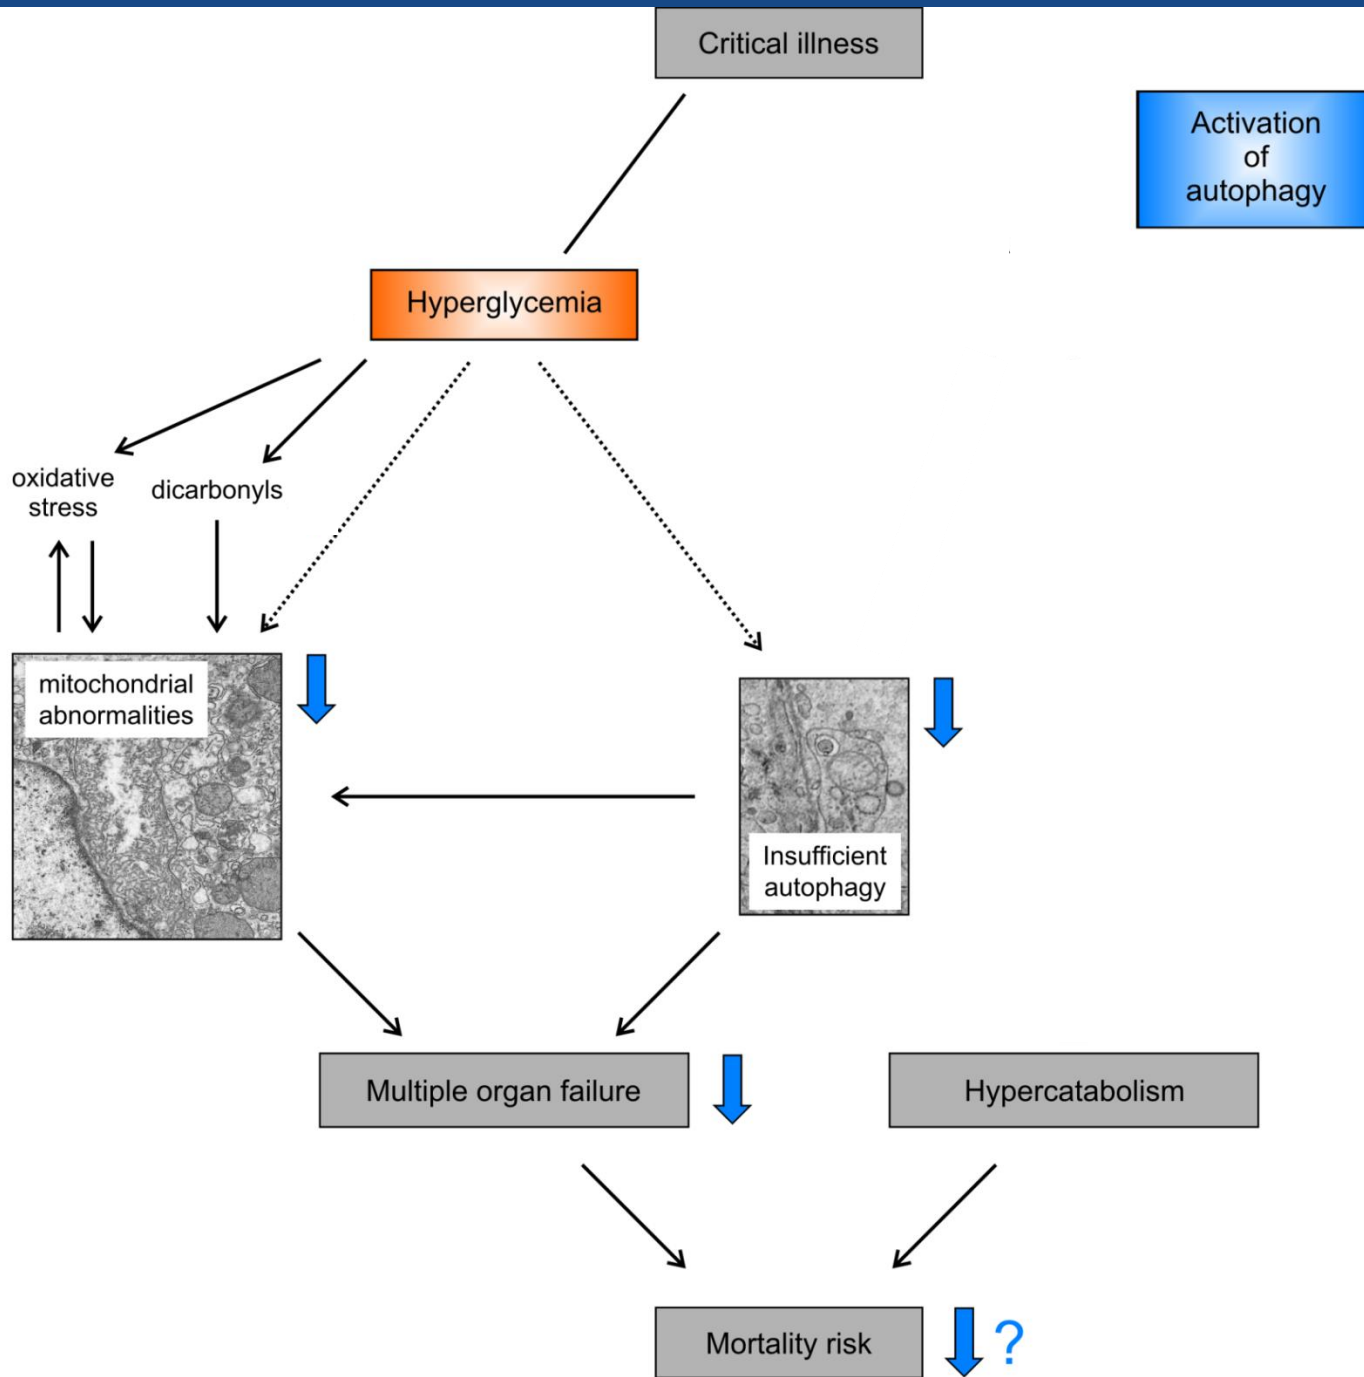 Critical illness
Activation
of
autophagy
Hyperglycemia
oxidative
stress
dicarbonyls
mitochondrial
abnormalities
Insufficient
autophagy
Multiple organ failure
Hypercatabolism
Mortality risk
?